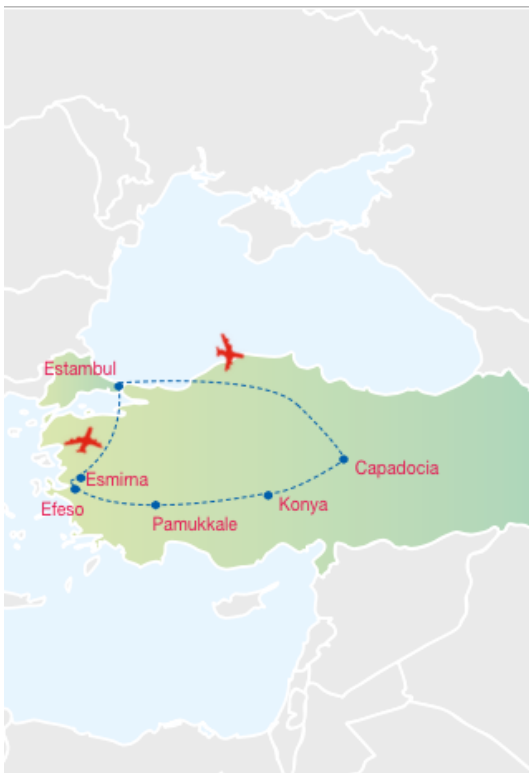 Estambul
Capadocia
Esmirna
Efeso
Konya
Pamukkale